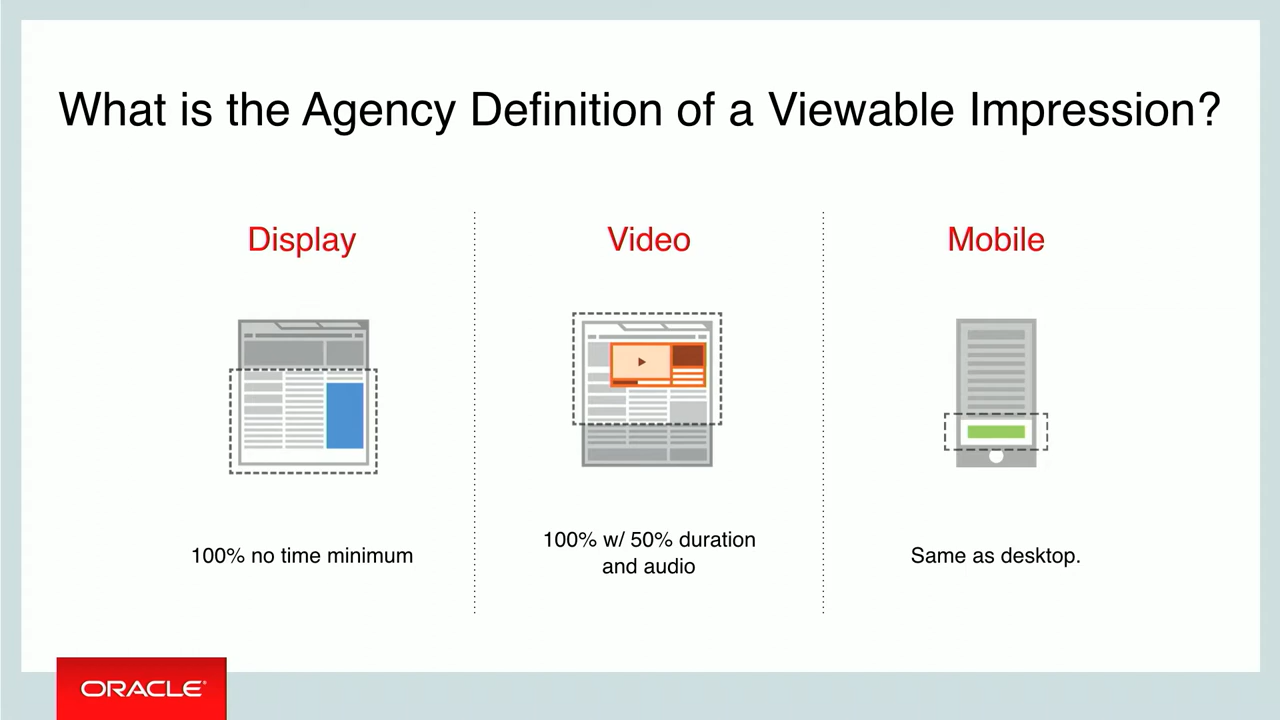 What is the Agency Definition of a Viewable Impression?
Display
100% no time minimum
Video
100% w/ 50% duration
and audio
Mobile
Same as desktop.
ORACLE®